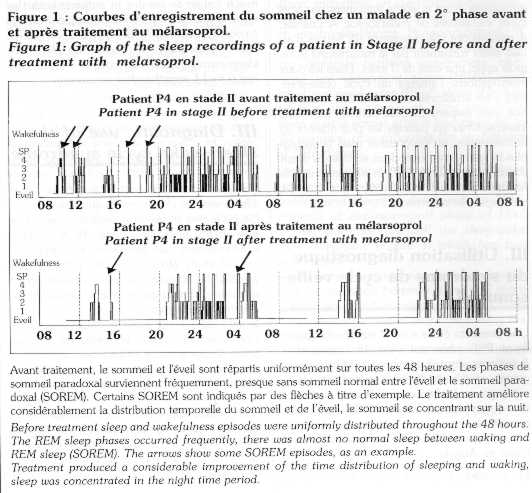 Figure 1 : Courbes d'enregistrement du sommeil chez un malade en 2° phase avant
et après traitement au mélarsoprol.
Figure 1: Graph of the sleep recordings of a patient in Stage II before and after
treatment with melarsoprol.
Patient P4 en stade II avant traitement au mélarsoprol
Patient P4 in stage II before treatment with melarsoprol
Wakefulness
SP
4
3
2
1
Eveil
08 12 16 20 24 04 08 12 16 20 24 04 08 h
Patient P4 en stade II après traitement au mélarsoprol
Patient P4 in stage II after treatment with melarsoprol
Wakefulness
SP
4
3
2
1
Eveil
08 12 16 20 24 04 08 12 16 20 24 04 08 h
Avant traitement, le sommeil et l'éveil sont répartis uniformément sur toutes les 48 heures. Les phases de
sommeil paradoxal surviennent fréquemment, presque sans sommeil normal entre l'éveil et le sommeil para-
doxal (SOREM). Certains SOREM sont indiqués par des flèches à titre d'exemple. Le traitement améliore
considérablement la distribution temporelle du sommeil et de l'éveil, le sommeil se concentrant sur la nuit.
Before treatment sleep and wakefulness episodes were uniformly distributed throughout the 48 hours.
The REM sleep phases occurred frequently, there was almost no normal sleep between waking and
REM sleep (SOREM). The arrows show some SOREM episodes, as an example.
Treatment produced a considerable improvement of the time distribution of sleeping and waking,
sleep was concentrated in the night time period.